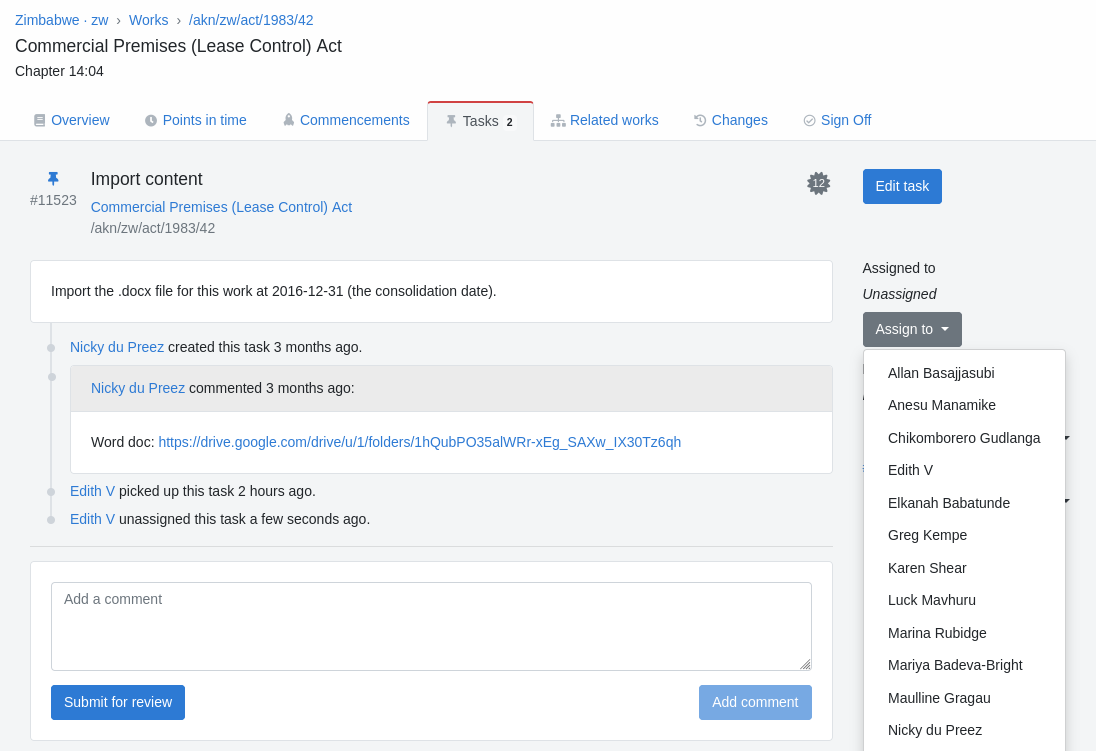 Zimbabwe · zw › Works › /akn/zw/act/1983/42
Commercial Premises (Lease Control) Act
Chapter 14:04
Overview Points in time Commencements Tasks 2 Related works Changes Sign Off
#11523
Import content
Commercial Premises (Lease Control) Act
/akn/zw/act/1983/42
12
Edit task
Import the .docx file for this work at 2016-12-31 (the consolidation date).
Nicky du Preez created this task 3 months ago.
Nicky du Preez commented 3 months ago:
Word doc: https://drive.google.com/drive/u/1/folders/1hQubPO35alWRr-xEg_SAXw_IX30Tz6qh
Edith V picked up this task 2 hours ago.
Edith V unassigned this task a few seconds ago.
Add a comment
Submit for review
Add comment
Assigned to
Unassigned
Assign to
Allan Basajjasubi
Anesu Manamike
Chikomborero Gudlanga
Edith V
Elkanah Babatunde
Greg Kempe
Karen Shear
Luck Mavhuru
Marina Rubidge
Mariya Badeva-Bright
Maulline Gragau
Nicky du Preez